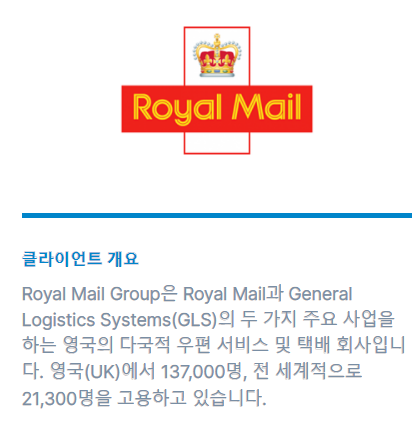 Royal Mail
클라이언트 개요
Royal Mail Group은 Royal Mail과 General
Logistics Systems(GLS)의 두 가지 주요 사업을
하는 영국의 다국적 우편 서비스 및 택배 회사입니
다. 영국(UK)에서 137,000명, 전 세계적으로
21,300명을 고용하고 있습니다.